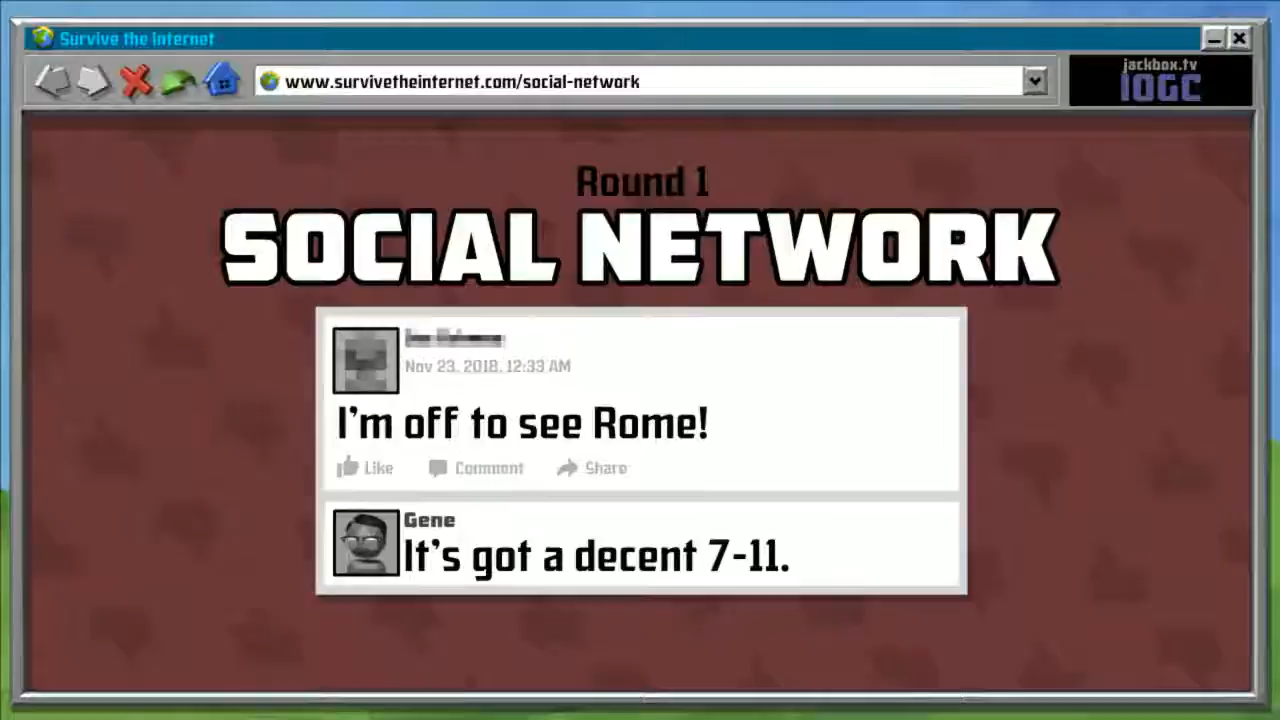 Survive the Internet
www.survivetheinternet.com/social-network
jackbox.tv
IOGC
Round 1
SOCIAL NETWORK
Nov 23, 2018, 12:33 AM
I'm off to see Rome!
Like Comment Share
Gene
It's got a decent 7-11.